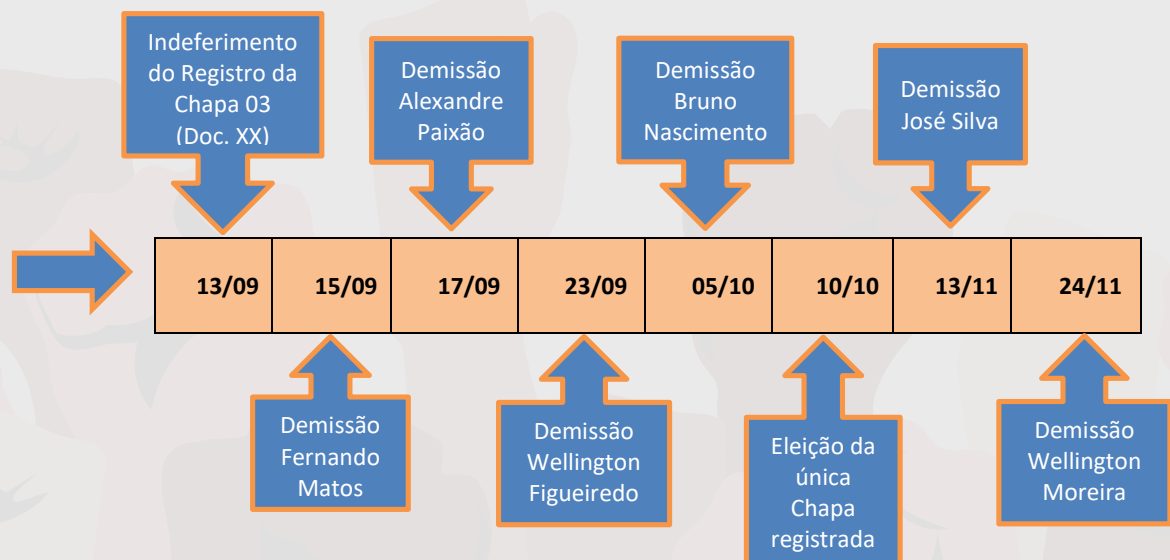 Indeferimento
do Registro da
Chapa 03
(Doc. XX)
Demissão
Alexandre
Paixão
Demissão
Bruno
Nascimento
Demissão
José Silva
13/09 15/09 17/09 23/09 05/10 10/10 13/11 24/11
Demissão
Fernando
Matos
Demissão
Wellington
Figueiredo
Eleição da
única
Chapa
registrada
Demissão
Wellington
Moreira